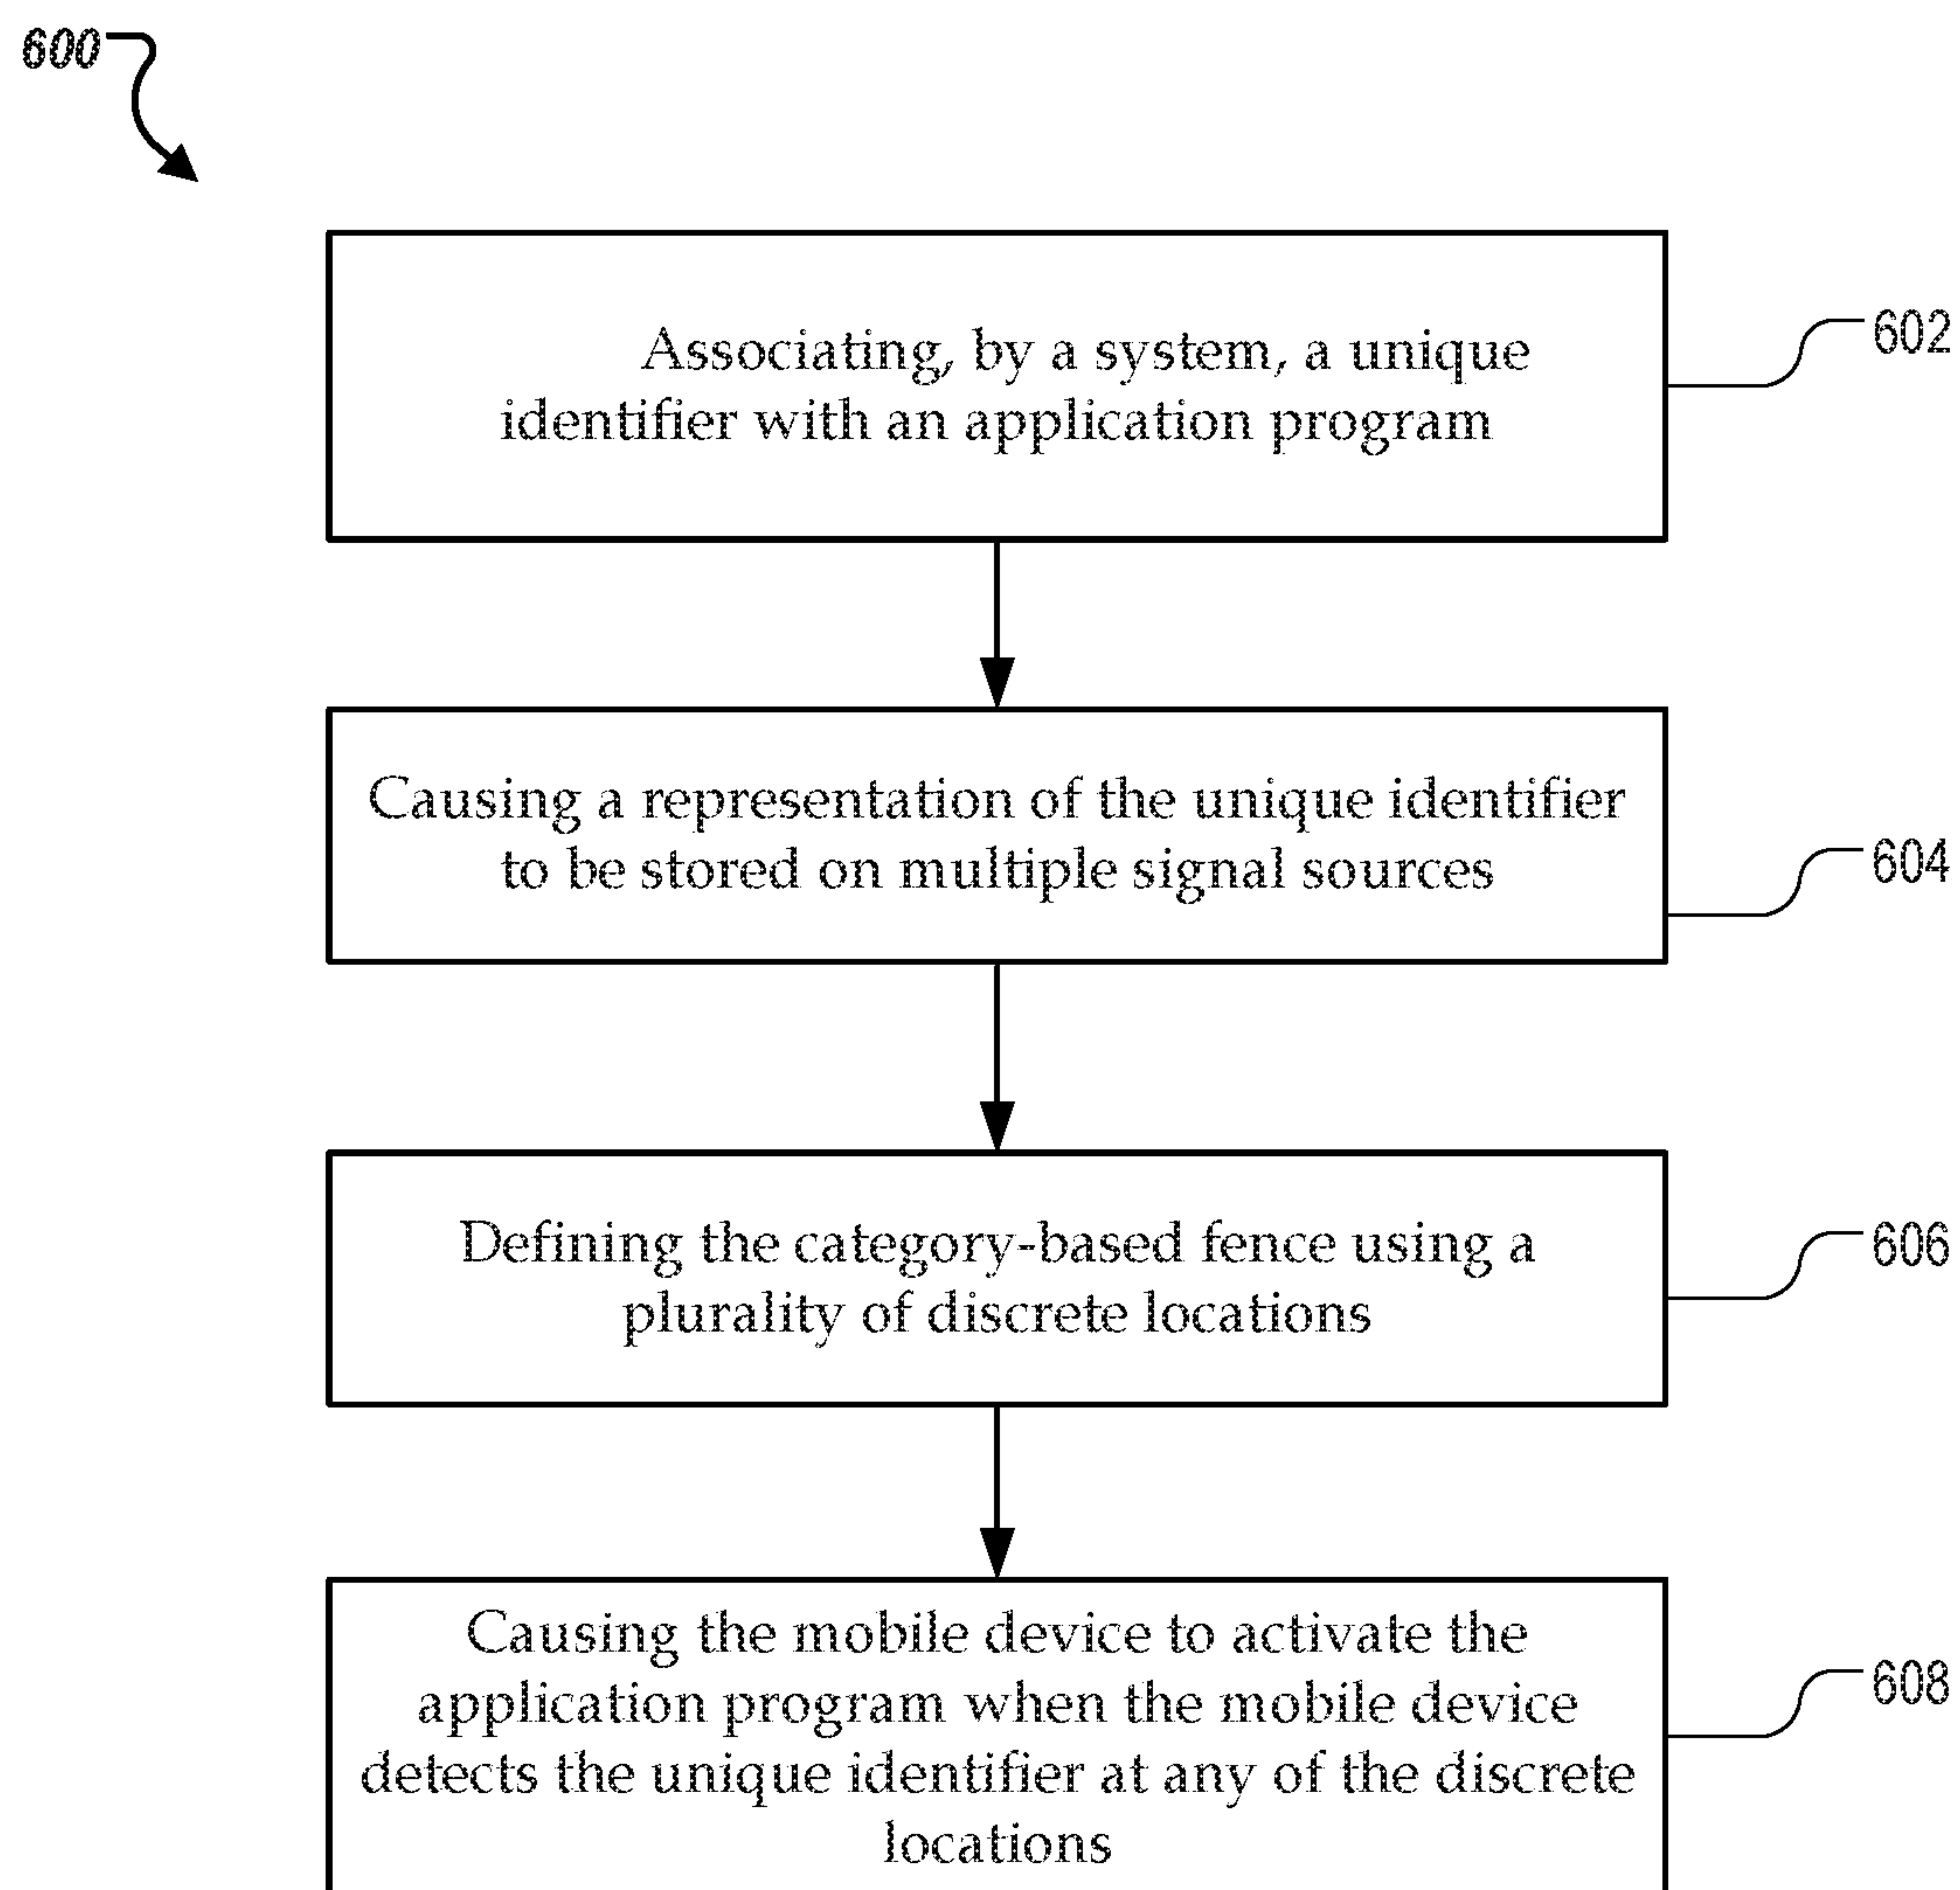 600
Associating, by a system, a unique
identifier with an application program
602
Causing a representation of the unique identifier
to be stored on multiple signal sources
604
Defining the category-based fence using a
plurality of discrete locations
606
Causing the mobile device to activate the
application program when the mobile device
detects the unique identifier at any of the discrete
locations
608